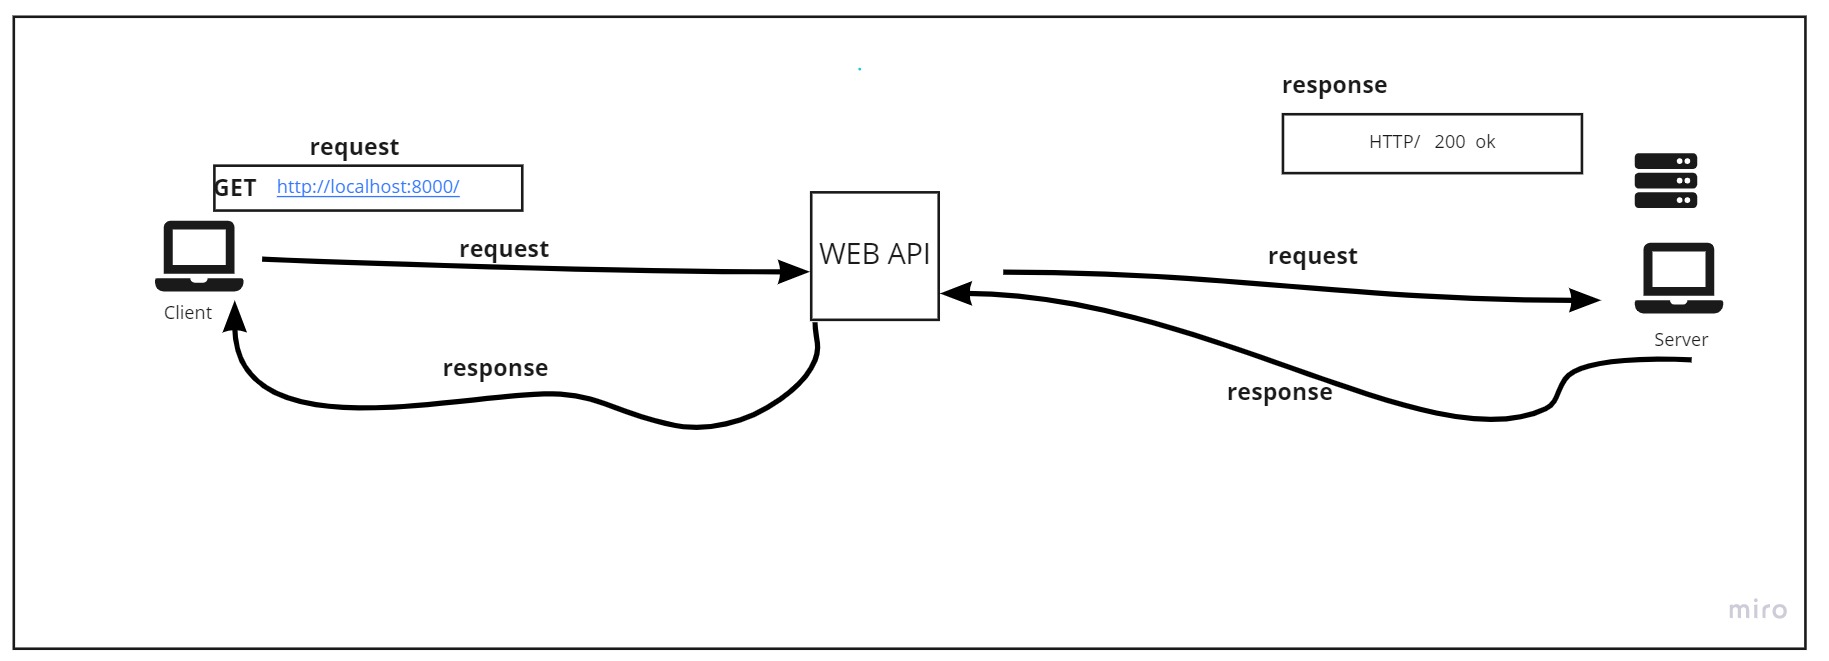 response
HTTP/ 200 ok
request
GET http://localhost:8000/
request
WEB API
request
Client
Server
response
response
miro